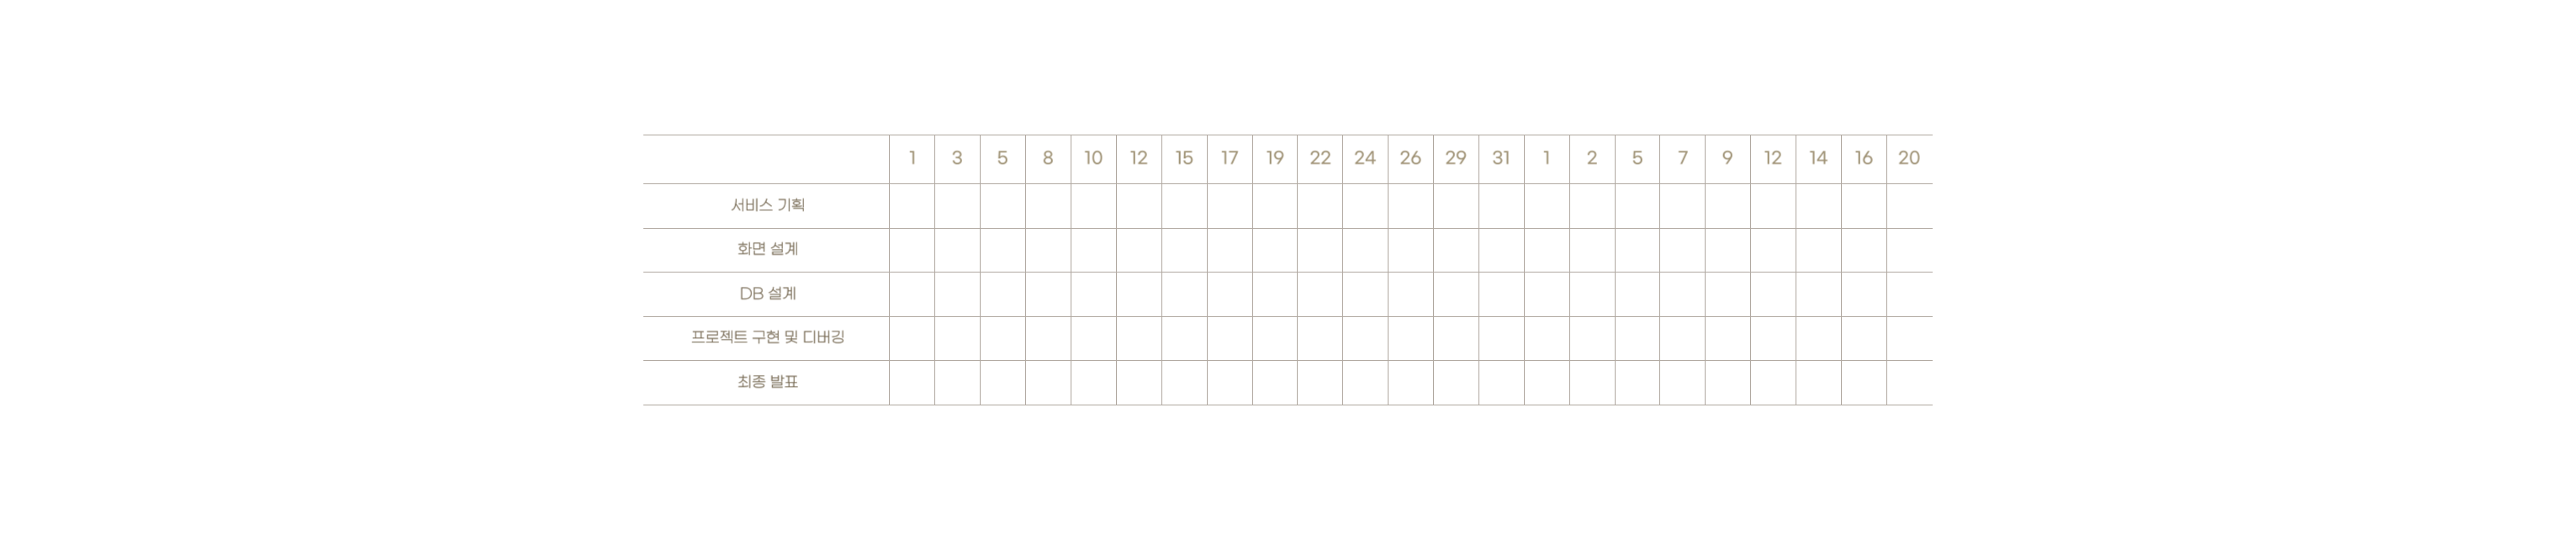 1 3 5 8 10 12 15 17 19 22 24 26 29 31 1 2 5 7 9 12 14 16 20
서비스 기획
화면 설계
DB 설계
프로젝트 구현 및 디버깅
최종 발표